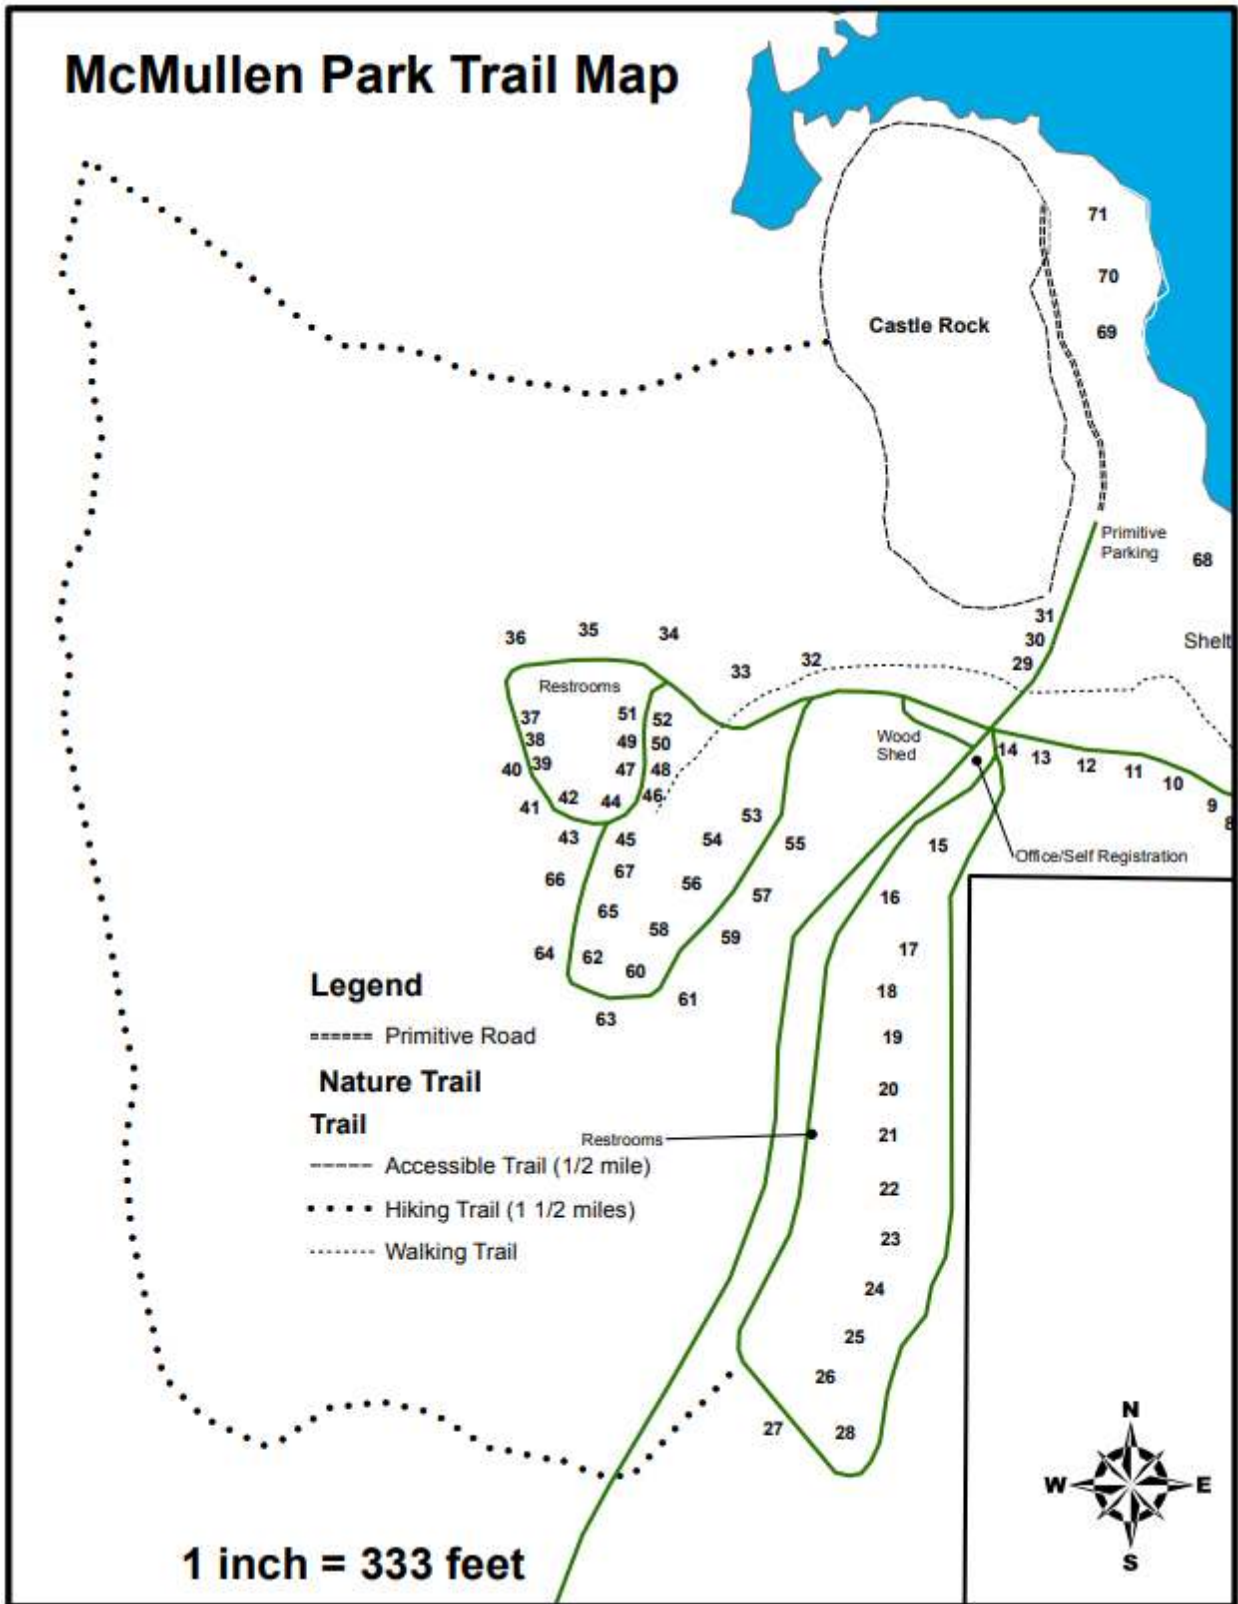 McMullen Park Trail Map
71
70
Castle Rock
69
Primitive
Parking
68
31
36
35
34
30
Shelt
33
32
29
Restrooms
37
51
52
Wood
Shed
38
49
50
14
13
40
39
47
48
12
11
10
41
42
44
46
9
8
43
45
53
54
55
15
Office/Self Registration
66
67
56
57
16
65
58
59
17
64
62
60
Legend
61
18
63
====== Primitive Road
19
Nature Trail
20
Trail
Restrooms
21
Accessible Trail (1/2 mile)
22
Hiking Trail (1 1/2 miles)
23
Walking Trail
24
25
26
27
28
N
W
E
S
1 inch = 333 feet